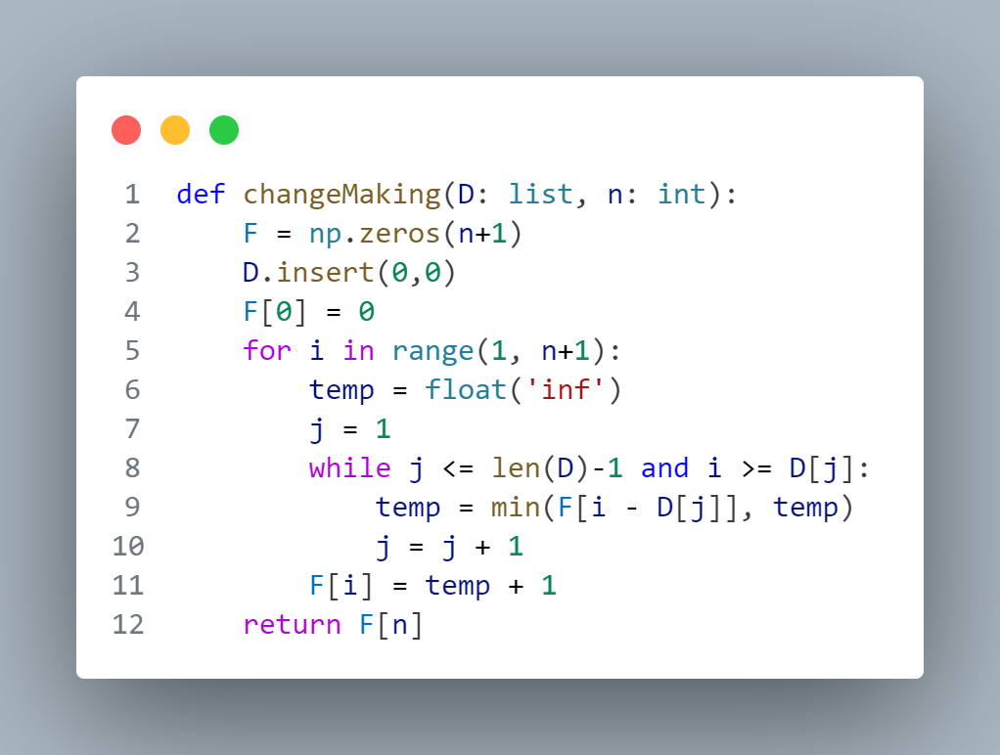 1 def changeMaking(D: list, n: int):
2     F = np.zeros(n+1)
3     D.insert(0,0)
4     F[0] = 0
5     for i in range(1, n+1):
6         temp = float('inf')
7         j = 1
8         while j <= len(D)-1 and i >= D[j]:
9             temp = min(F[i - D[j]], temp)
10             j = j + 1
11         F[i] = temp + 1
12     return F[n]